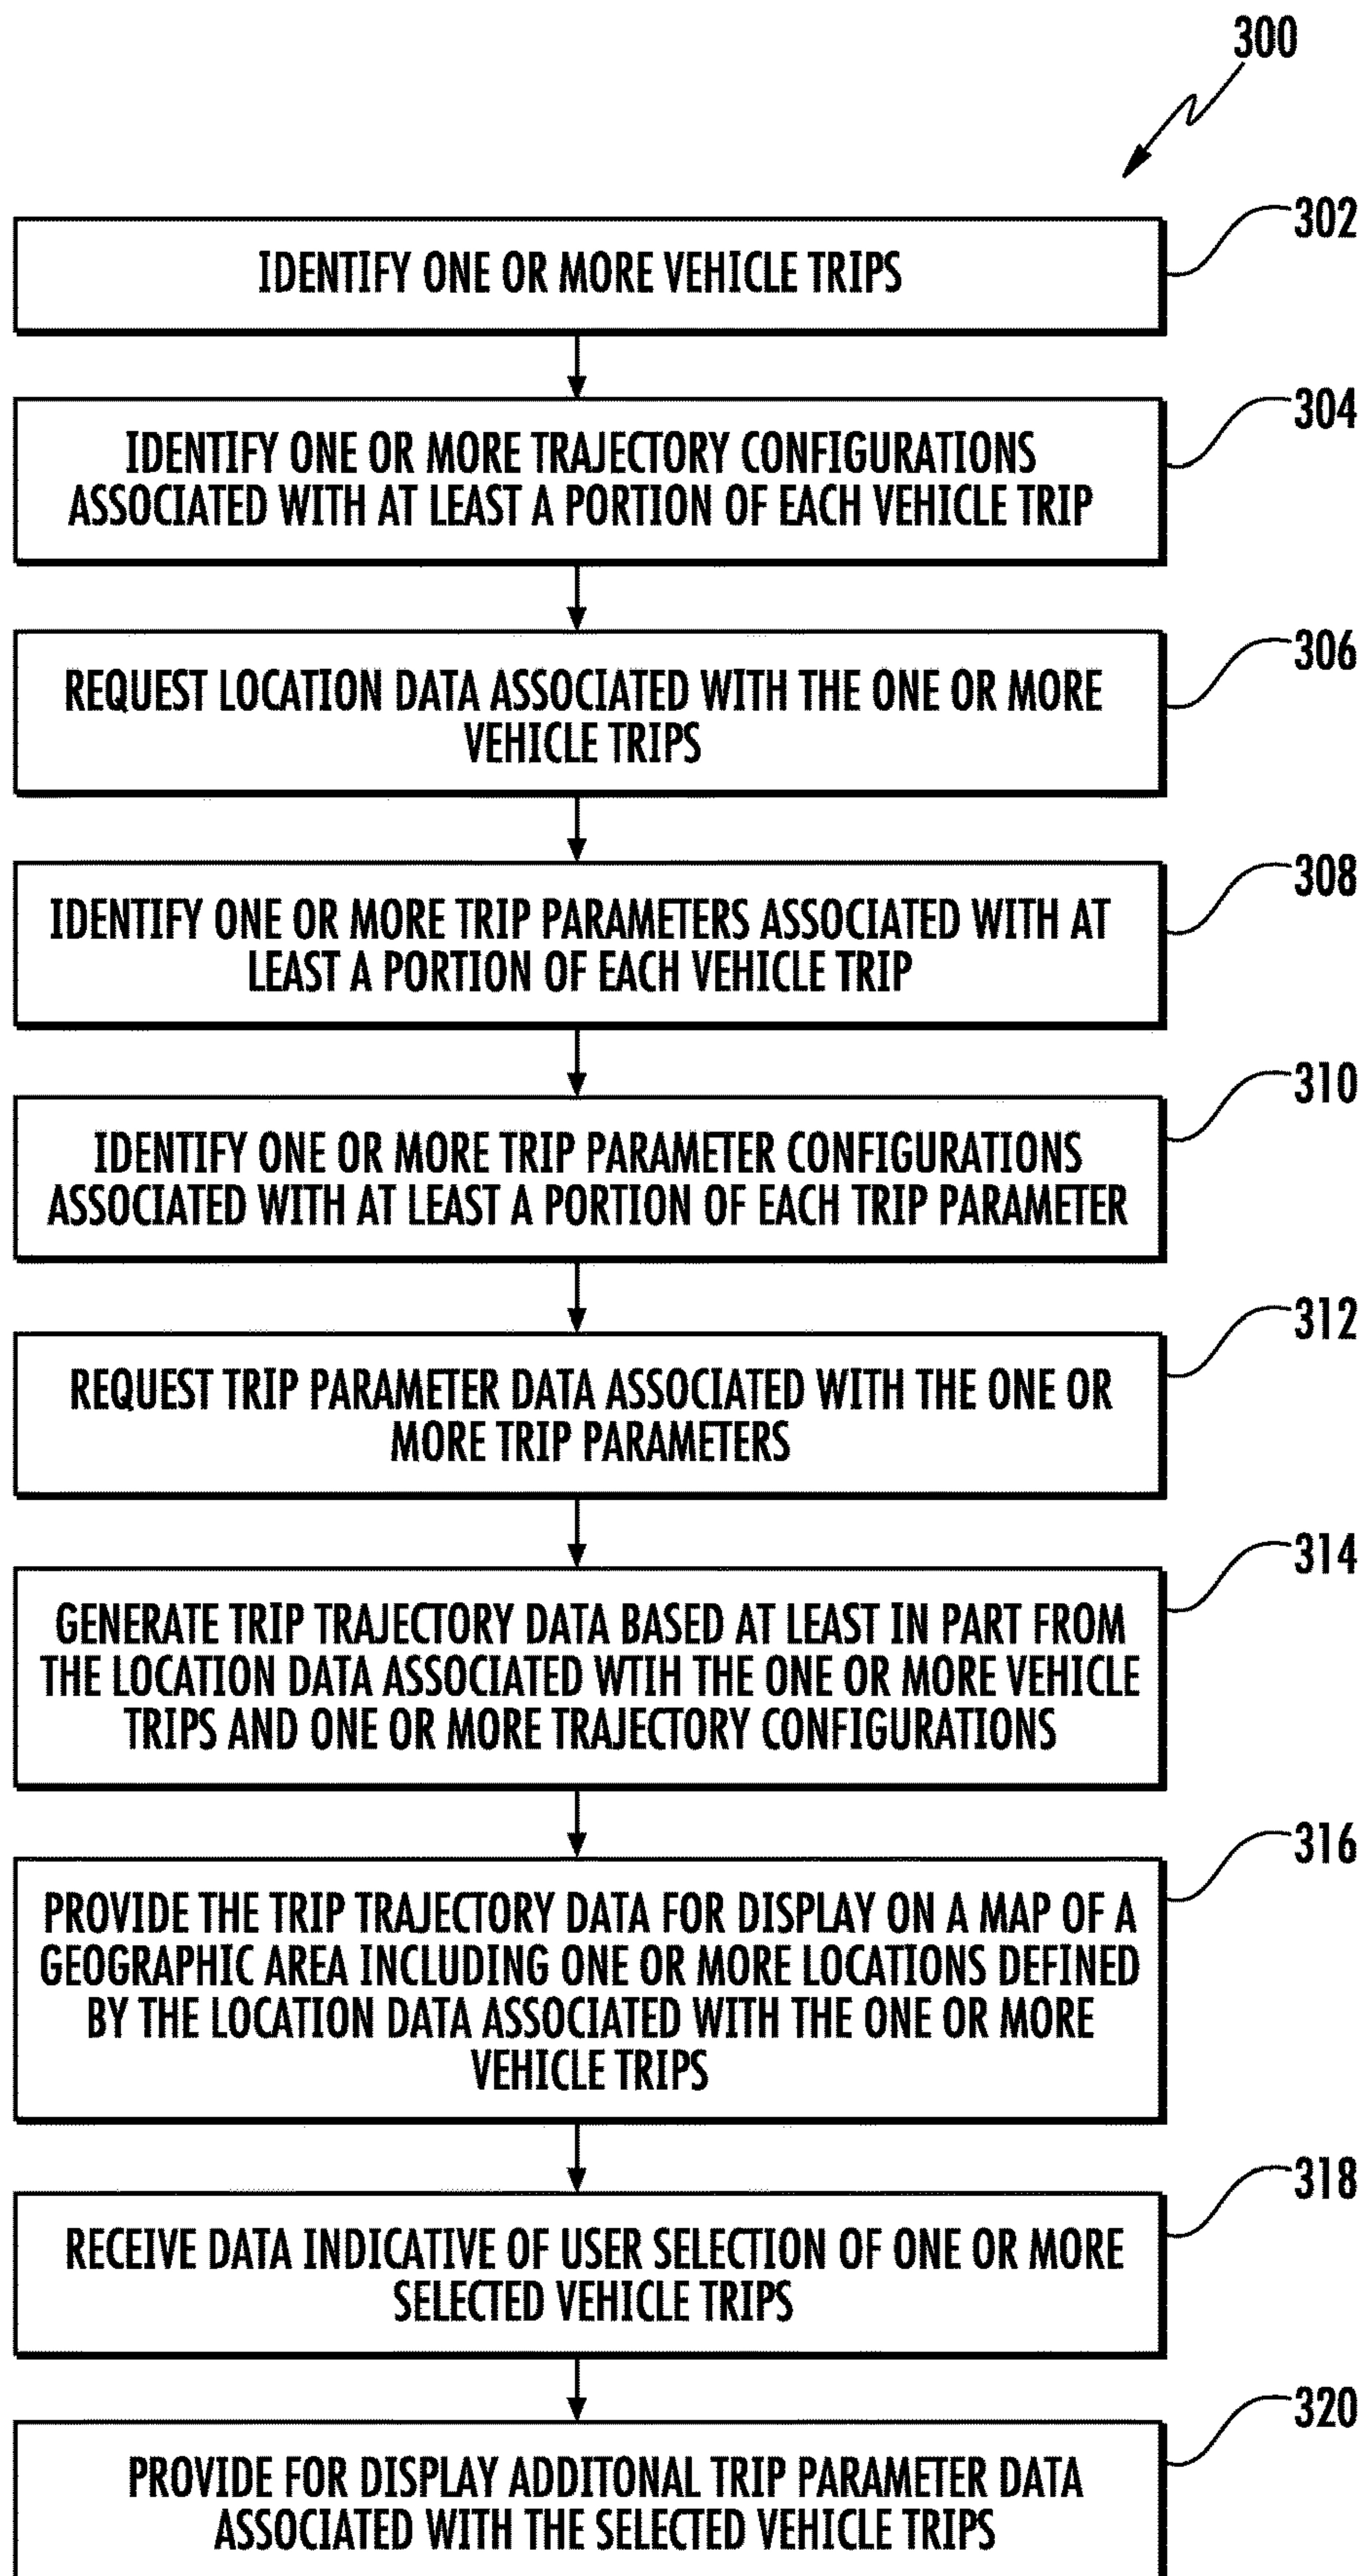 300
302
IDENTIFY ONE OR MORE VEHICLE TRIPS
304
IDENTIFY ONE OR MORE TRAJECTORY CONFIGURATIONS
ASSOCIATED WITH AT LEAST A PORTION OF EACH VEHICLE TRIP
306
REQUEST LOCATION DATA ASSOCIATED WITH THE ONE OR MORE
VEHICLE TRIPS
308
IDENTIFY ONE OR MORE TRIP PARAMETERS ASSOCIATED WITH AT
LEAST A PORTION OF EACH VEHICLE TRIP
310
IDENTIFY ONE OR MORE TRIP PARAMETER CONFIGURATIONS
ASSOCIATED WITH AT LEAST A PORTION OF EACH TRIP PARAMETER
312
REQUEST TRIP PARAMETER DATA ASSOCIATED WITH THE ONE OR
MORE TRIP PARAMETERS
314
GENERATE TRIP TRAJECTORY DATA BASED AT LEAST IN PART FROM
THE LOCATION DATA ASSOCIATED WTIH THE ONE OR MORE VEHICLE
TRIPS AND ONE OR MORE TRAJECTORY CONFIGURATIONS
316
PROVIDE THE TRIP TRAJECTORY DATA FOR DISPLAY ON A MAP OF A
GEOGRAPHIC AREA INCLUDING ONE OR MORE LOCATIONS DEFINED
BY THE LOCATION DATA ASSOCIATED WITH THE ONE OR MORE
VEHICLE TRIPS
318
RECEIVE DATA INDICATIVE OF USER SELECTION OF ONE OR MORE
SELECTED VEHICLE TRIPS
320
PROVIDE FOR DISPLAY ADDITONAL TRIP PARAMETER DATA
ASSOCIATED WITH THE SELECTED VEHICLE TRIPS